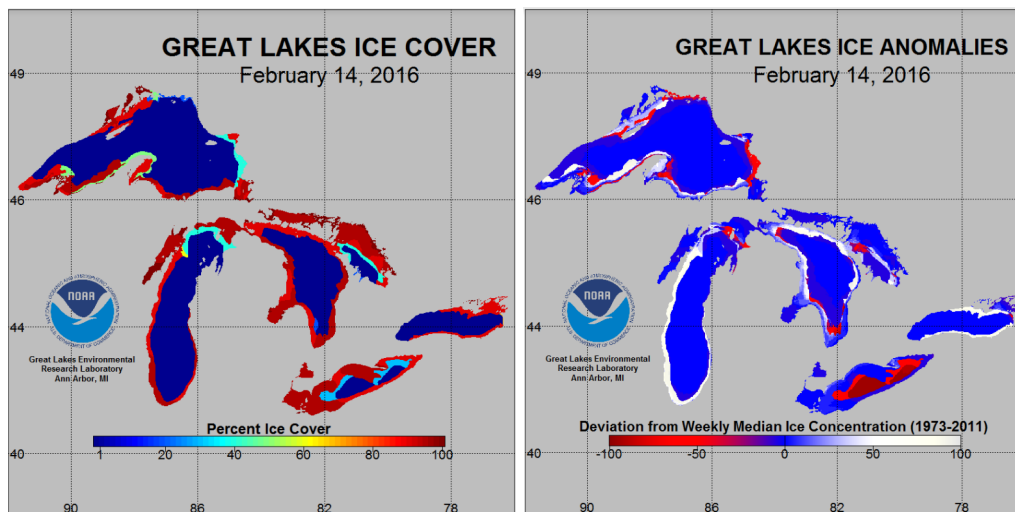 GREAT LAKES ICE COVER
February 14, 2016
49
46
44
40
NOAA
Great Lakes Environmental
Research Laboratory
Ann Arbor, MI
Percent Ice Cover
1 20 40 60 80 100
90 86 82 78
GREAT LAKES ICE ANOMALIES
February 14, 2016
49
46
44
40
NOAA
Great Lakes Environmental
Research Laboratory
Ann Arbor, MI
Deviation from Weekly Median Ice Concentration (1973-2011)
-100 -50 0 50 100
90 86 82 78